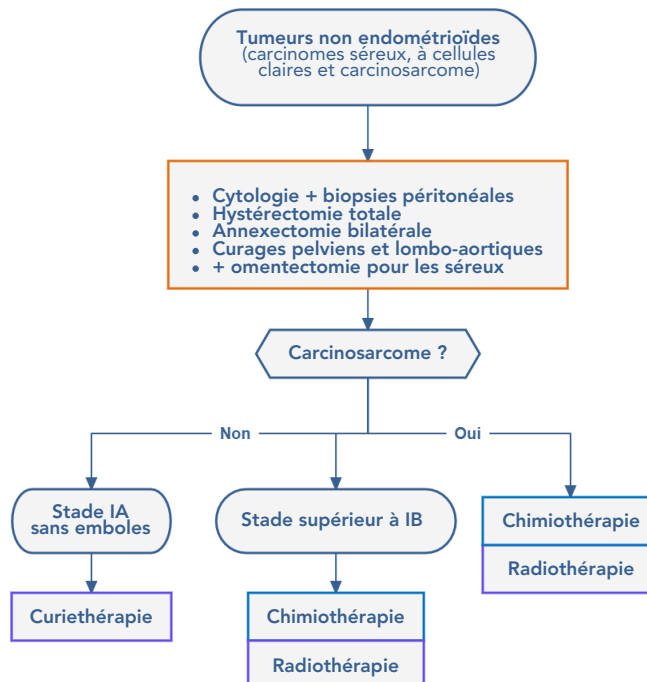 Tumeurs non endométrioïdes
(carcinomes séreux, à cellules
claires et carcinosarcome)
• Cytologie + biopsies péritonéales
• Hystérectomie totale
• Annexectomie bilatérale
• Curages pelviens et lombo-aortiques
• + omentectomie pour les séreux
Carcinosarcome ?
Non
Oui
Stade IA
sans emboles
Stade supérieur à IB
Chimiothérapie
Radiothérapie
Curiethérapie
Chimiothérapie
Radiothérapie